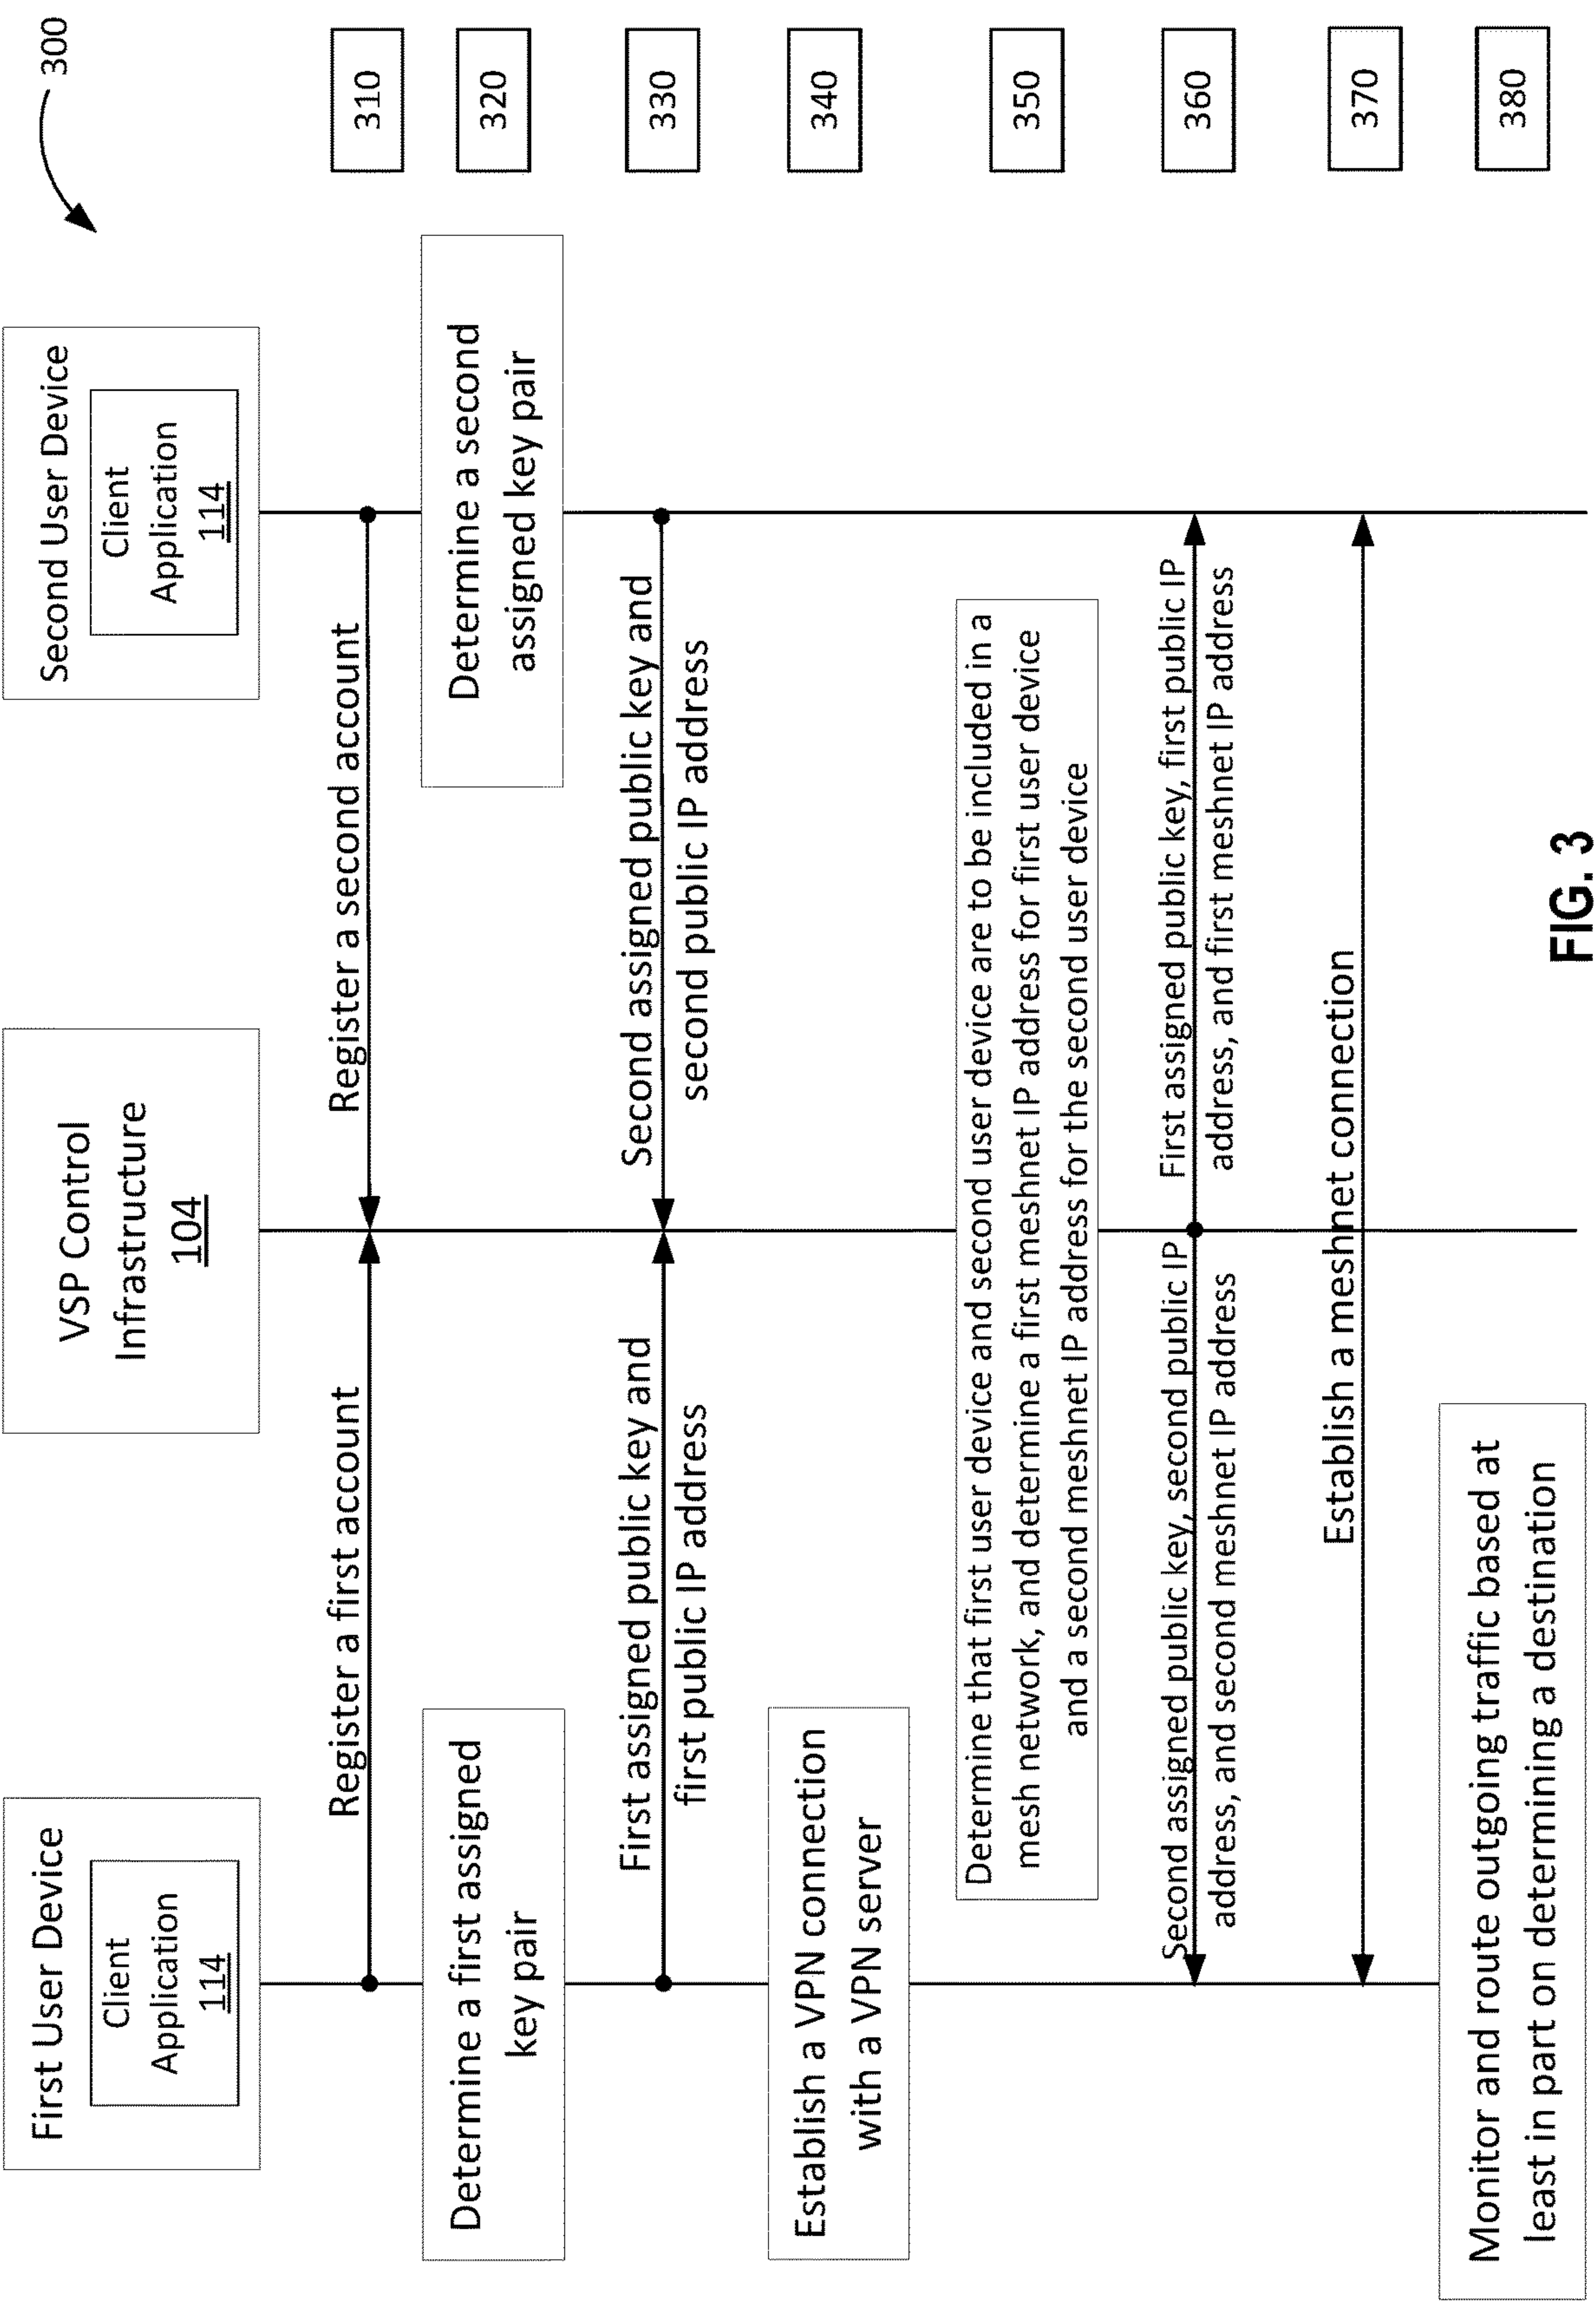 300
First User Device
Client
Application
114
VSP Control
Infrastructure
104
Second User Device
Client
Application
114
Register a first account
Register a second account
310
Determine a first assigned
key pair
Determine a second
assigned key pair
320
First assigned public key and
first public IP address
Second assigned public key and
second public IP address
330
Establish a VPN connection
with a VPN server
340
Determine that first user device and second user device are to be included in a
mesh network, and determine a first meshnet IP address for first user device
and a second meshnet IP address for the second user device
350
Second assigned public key, second public IP
address, and second meshnet IP address
First assigned public key, first public IP
address, and first meshnet IP address
360
Establish a meshnet connection
370
Monitor and route outgoing traffic based at
least in part on determining a destination
380
FIG. 3